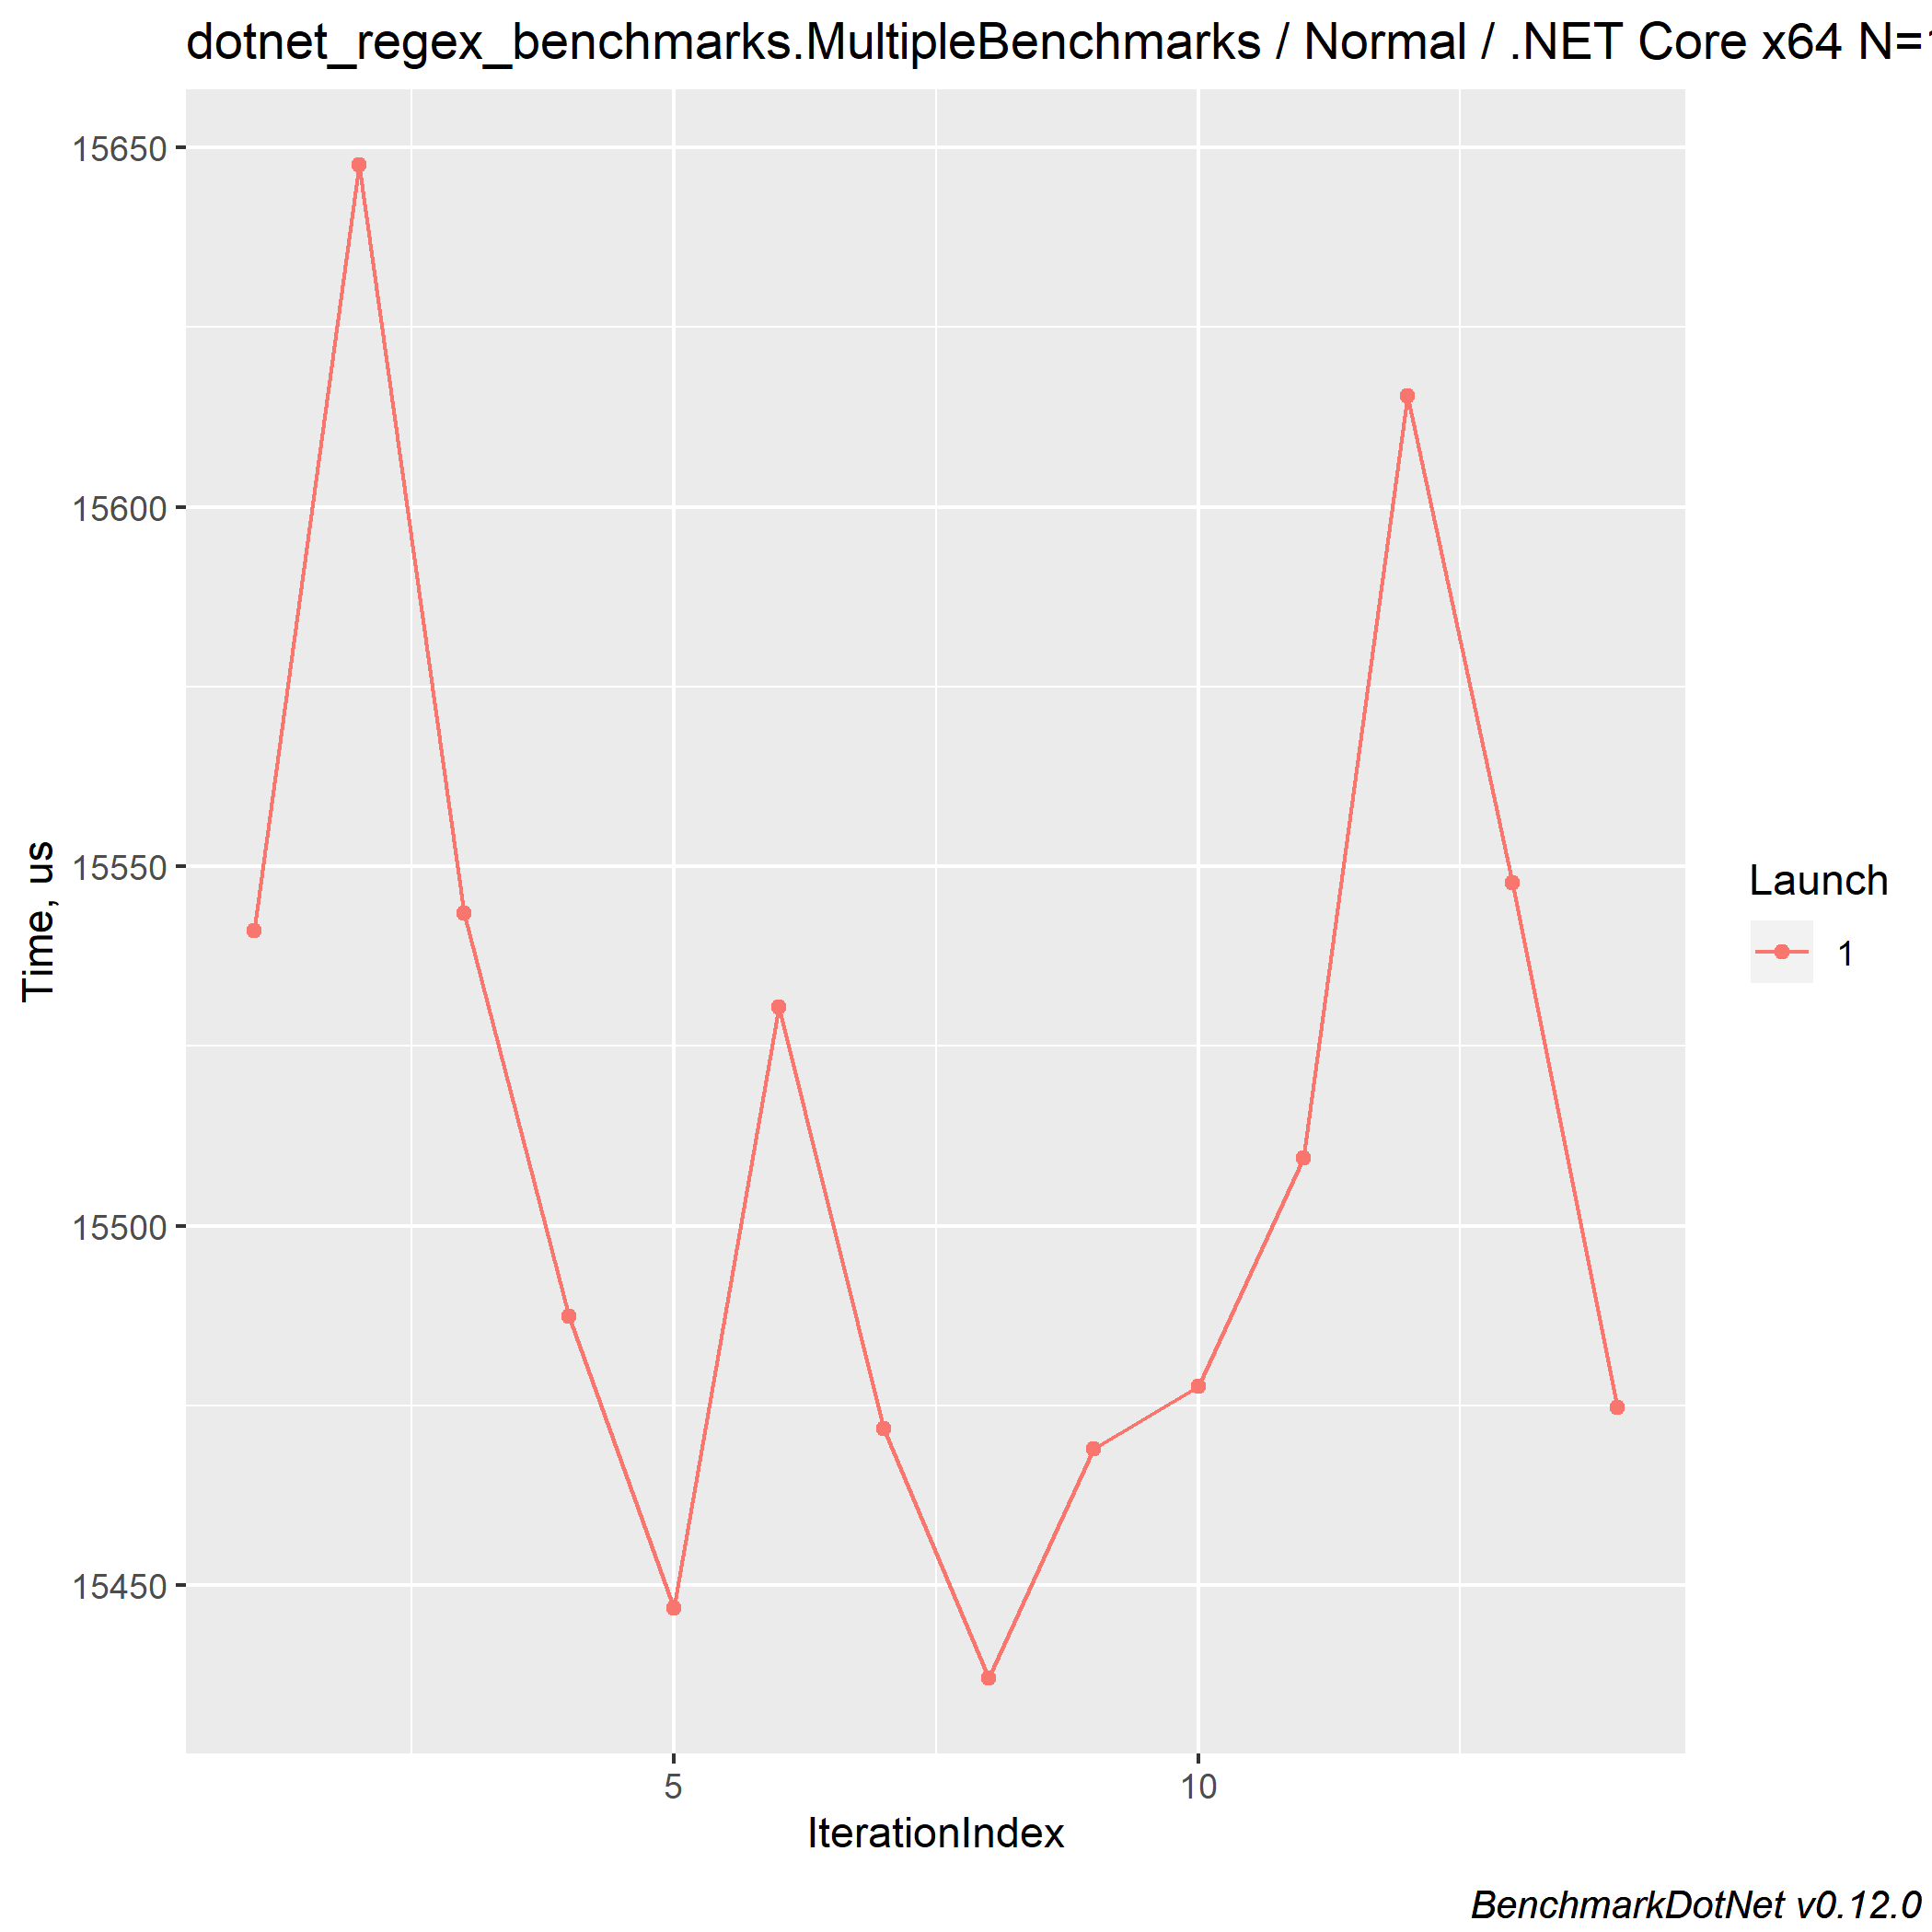 dotnet_regex_benchmarks.MultipleBenchmarks / Normal / .NET Core x64 N=
15650
15600
15550
15500
15450
Time, us
5
10
IterationIndex
Launch
1
BenchmarkDotNet v0.12.0